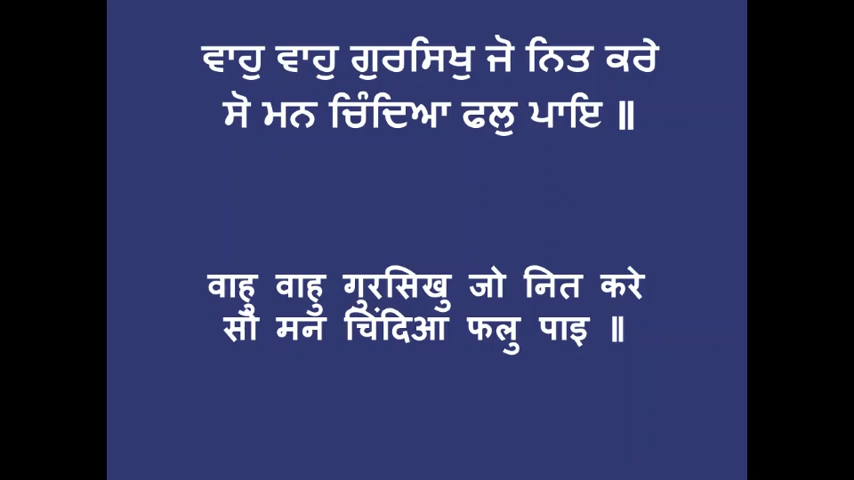 ਵਾਹੁ ਵਾਹੁ ਗੁਰਸਿਖੁ ਜੋ ਨਿਤ ਕਰੇ
ਸੋ ਮਨ ਚਿੰਦਿਆ ਫਲੁ ਪਾਇ ॥
वाहु वाहु गुरसिखु जो नित करे
सो मन चिंदिआ फलु पाइ ॥